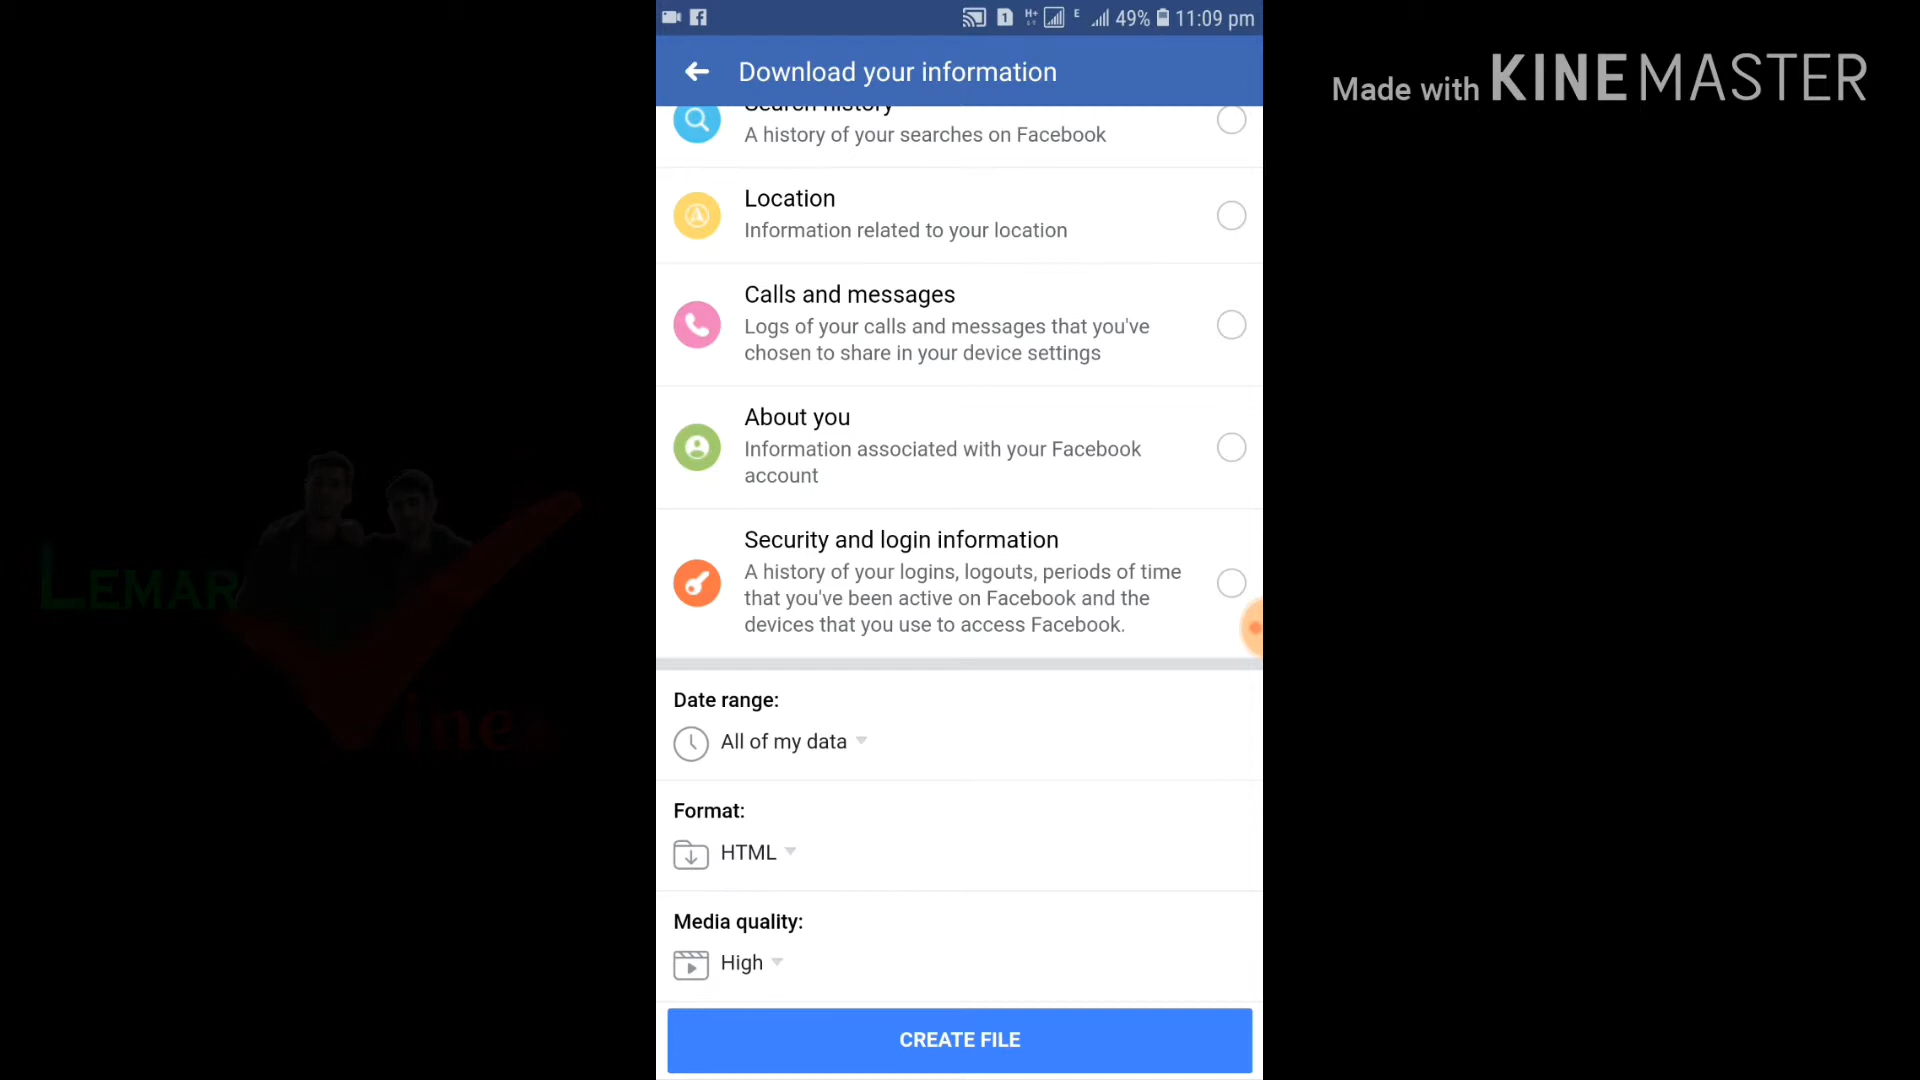 49% 11:09 pm
Made with KINEMASTER
Download your information
Search history
A history of your searches on Facebook
Location
Information related to your location
Calls and messages
Logs of your calls and messages that you've
chosen to share in your device settings
About you
Information associated with your Facebook
account
Security and login information
A history of your logins, logouts, periods of time
that you've been active on Facebook and the
devices that you use to access Facebook.
LEMAR
Vines
Date range:
All of my data
Format:
HTML
Media quality:
High
CREATE FILE